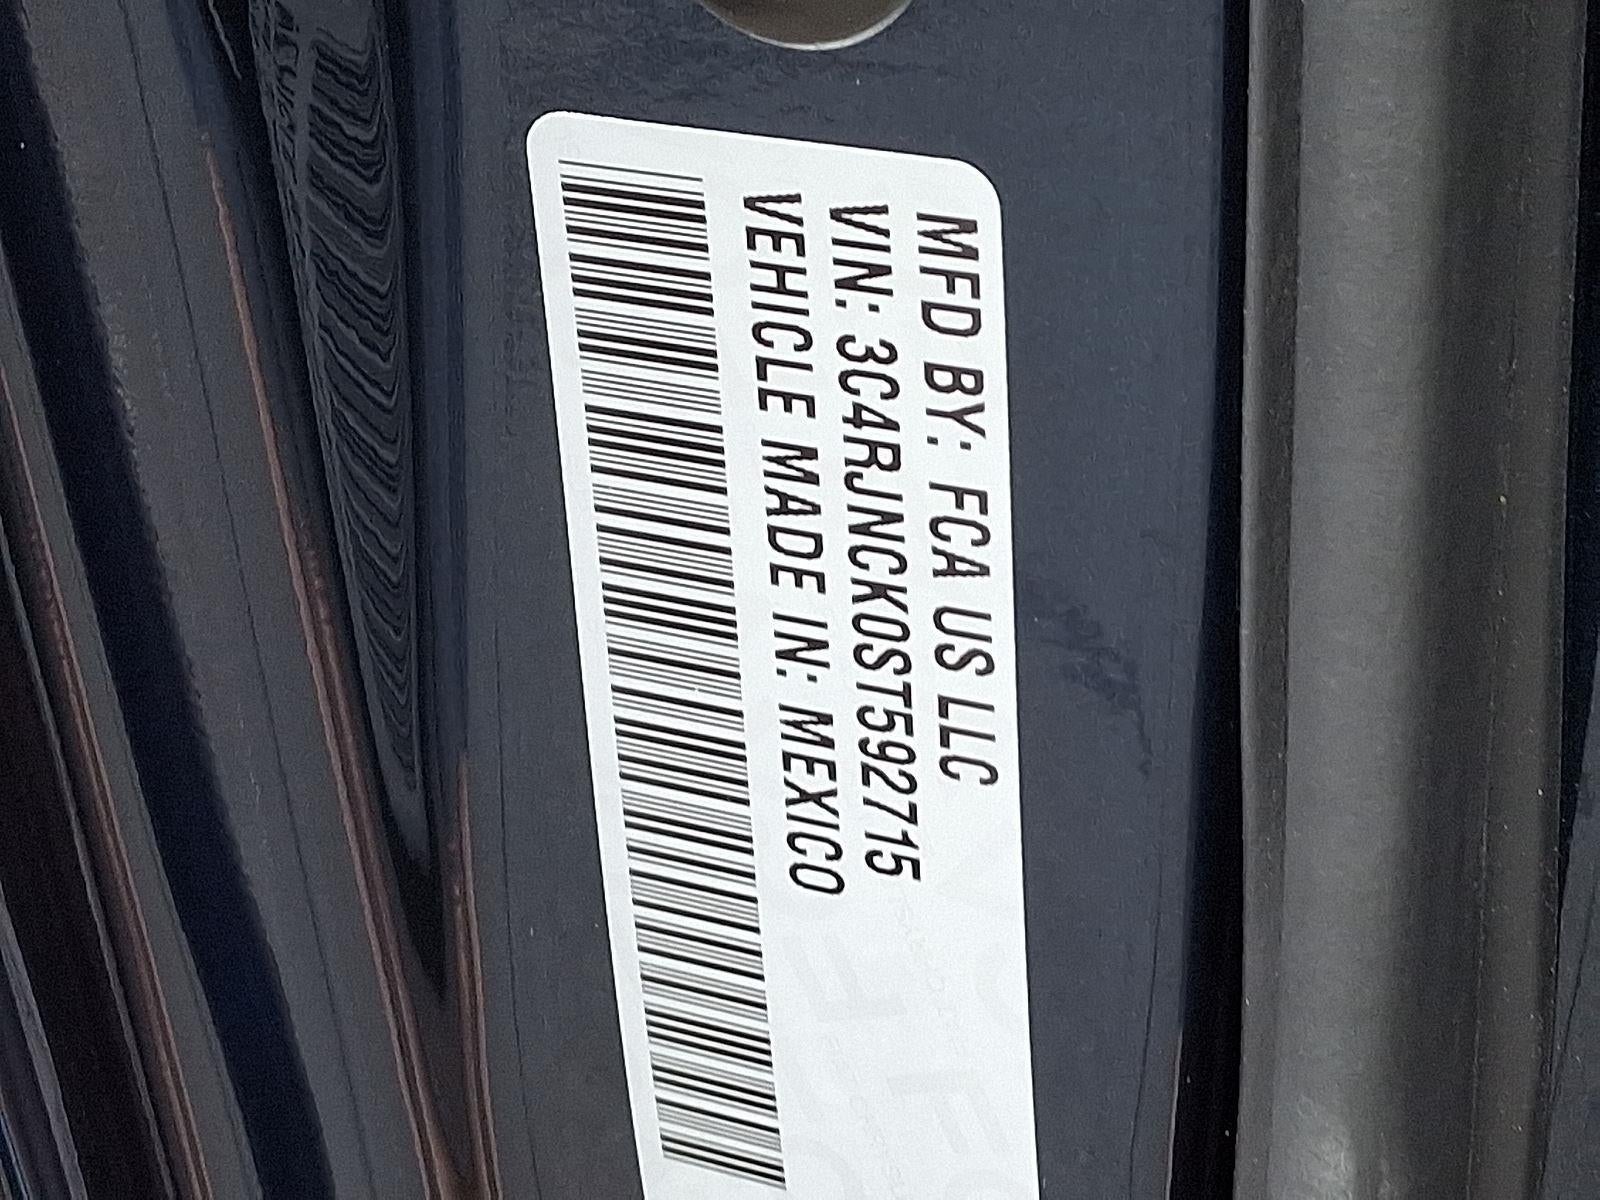 MFD BY: FCA US LLC
VIN: 3C4RJNCK0ST592715
VEHICLE MADE IN: MEXICO